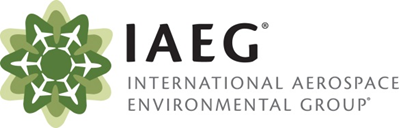 IAEG®
INTERNATIONAL AEROSPACE
ENVIRONMENTAL GROUP®